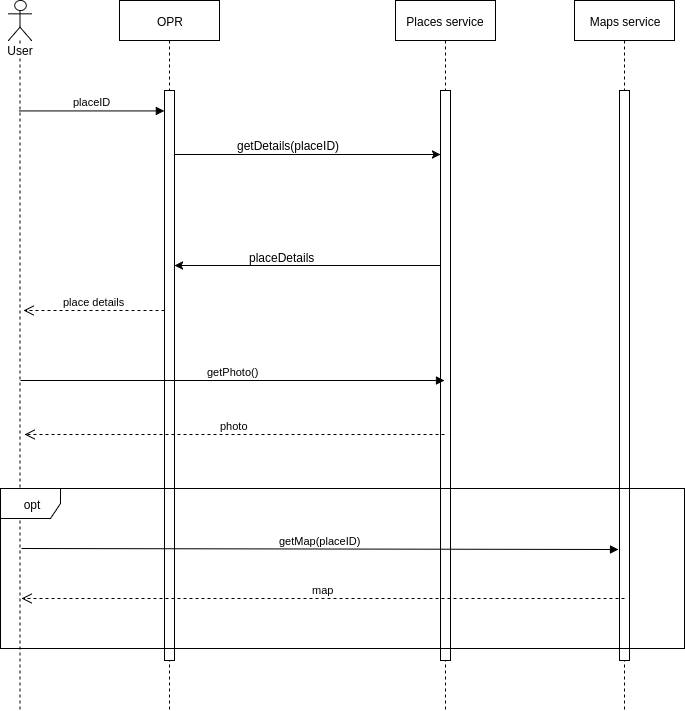 User
OPR
Places service
Maps service
placeID
getDetails(placeID)
placeDetails
place details
getPhoto()
photo
opt
getMap(placeID)
map